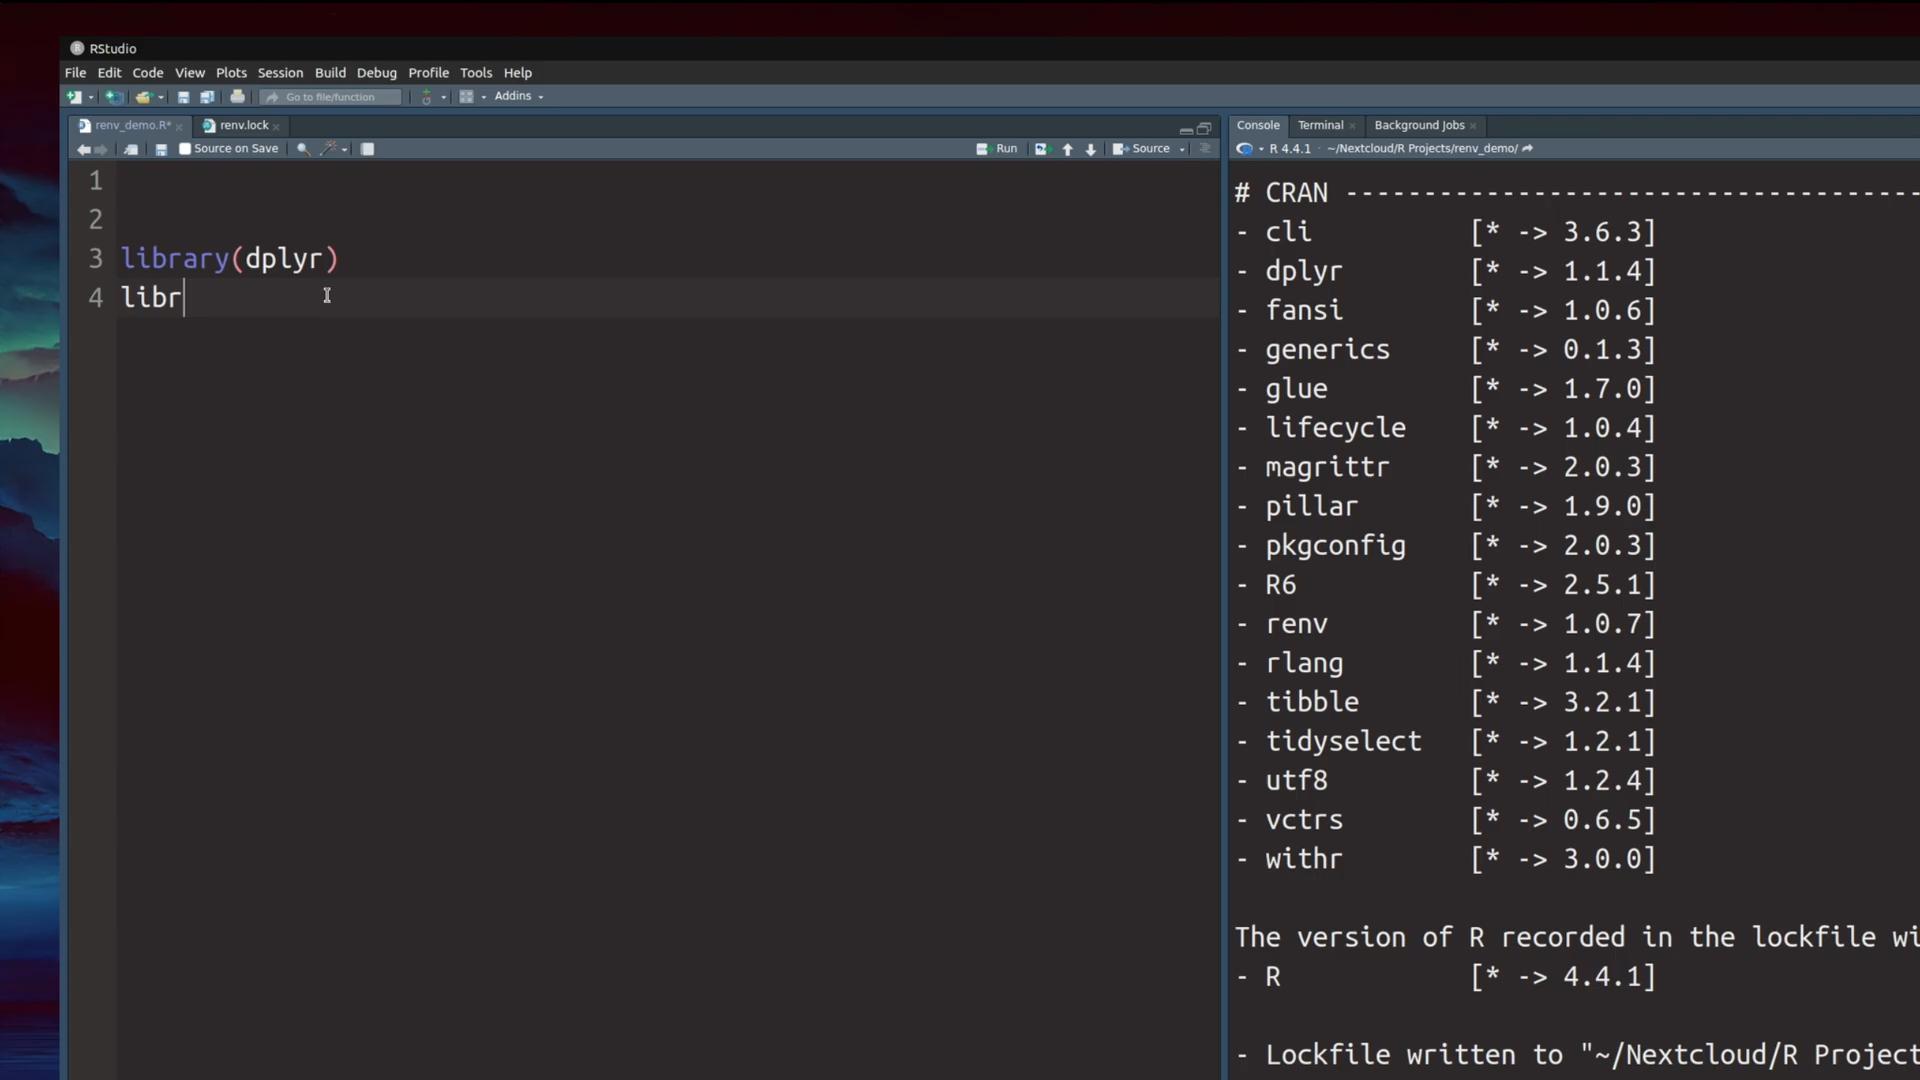 RStudio
File Edit Code View Plots Session Build Debug Profile Tools Help
Go to file/function Addins
renv_demo.R* renv.lock
Source on Save Run Source
1
2
3 library(dplyr)
4 libr
Console Terminal Background Jobs
R 4.4.1 · ~/Nextcloud/R Projects/renv_demo/
# CRAN -------------------------------------
- cli [* -> 3.6.3]
- dplyr [* -> 1.1.4]
- fansi [* -> 1.0.6]
- generics [* -> 0.1.3]
- glue [* -> 1.7.0]
- lifecycle [* -> 1.0.4]
- magrittr [* -> 2.0.3]
- pillar [* -> 1.9.0]
- pkgconfig [* -> 2.0.3]
- R6 [* -> 2.5.1]
- renv [* -> 1.0.7]
- rlang [* -> 1.1.4]
- tibble [* -> 3.2.1]
- tidyselect [* -> 1.2.1]
- utf8 [* -> 1.2.4]
- vctrs [* -> 0.6.5]
- withr [* -> 3.0.0]
The version of R recorded in the lockfile wi
- R [* -> 4.4.1]
- Lockfile written to "~/Nextcloud/R Project